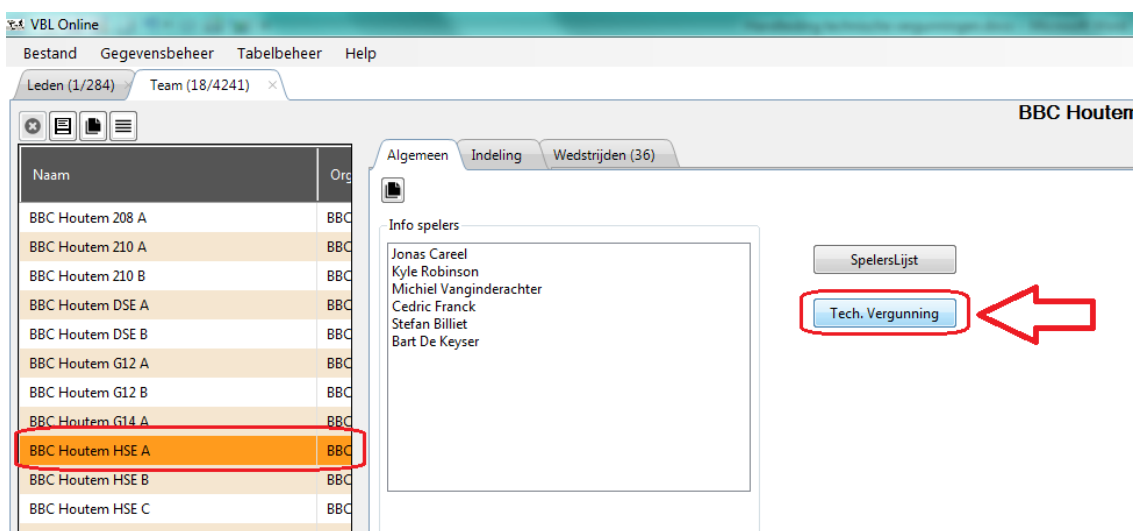 VBL Online
Bestand Gegevensbeheer Tabelbeheer Help
Leden (1/284) Team (18/4241)
BBC Houtem
Naam Org
BBC Houtem 208 A BBC
BBC Houtem 210 A BBC
BBC Houtem 210 B BBC
BBC Houtem DSE A BBC
BBC Houtem DSE B BBC
BBC Houtem G12 A BBC
BBC Houtem G12 B BBC
BBC Houtem G14 A BBC
BBC Houtem HSE A BBC
BBC Houtem HSE B BBC
BBC Houtem HSE C BBC
Algemeen Indeling Wedstrijden (36)
Info spelers
Jonas Careel
Kyle Robinson
Michiel Vanginderachter
Cedric Franck
Stefan Billiet
Bart De Keyser
SpelersLijst
Tech. Vergunning